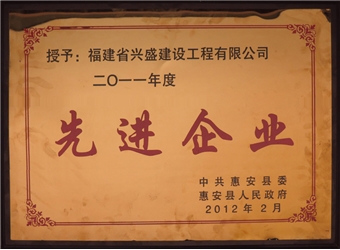 授予：福建省兴盛建设工程有限公司
二〇一一年度
先进企业
中共惠安县委
惠安县人民政府
2012年2月